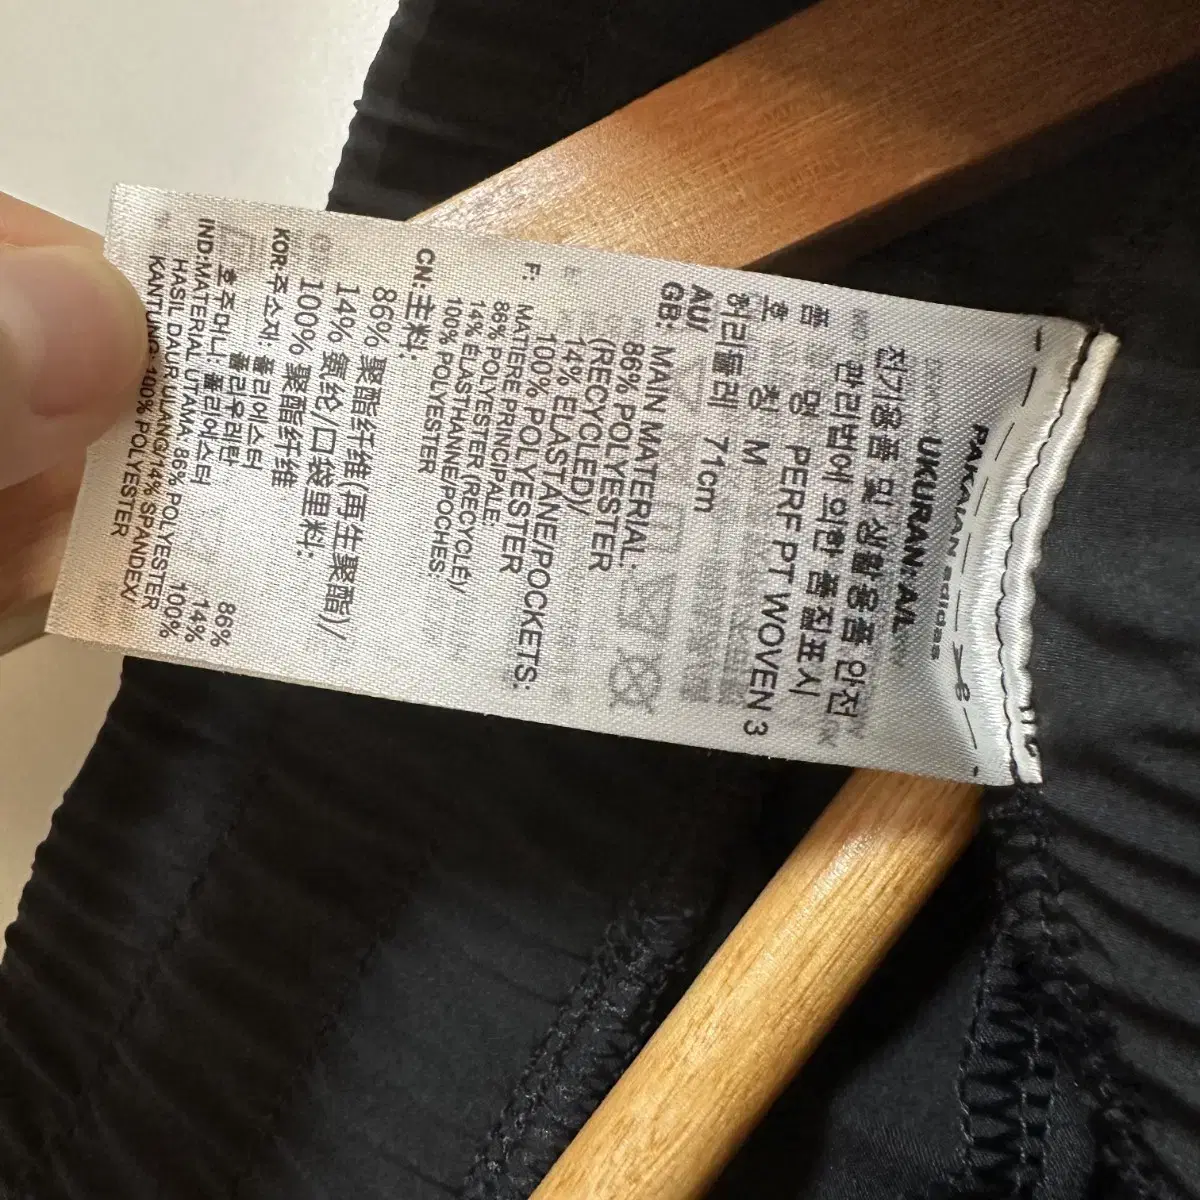 PAKAIAN adidas
UKURAN: A/L
전기용품 및 생활용품 안전
관리법에 의한 품질표시
품 명 PERF PT WOVEN 3
호 칭 M
허리둘레 71cm
AU/
GB: MAIN MATERIAL:
86% POLYESTER
(RECYCLED)/
14% ELASTANE/POCKETS:
100% POLYESTER
F: MATIERE PRINCIPALE
86% POLYESTER (RECYCLE)/
14% ELASTHANNE/POCHES:
100% POLYESTER
CN:主料:
86% 聚酯纤维(再生聚酯)/
14% 氨纶/口袋里料:
100% 聚酯纤维
KOR:주소재: 폴리에스터 86%
폴리우레탄 14%
호주머니: 폴리에스터 100%
IND:MATERIAL UTAMA: 86% POLYESTER
HASIL DAUR ULANG/14% SPANDEX/
KANTUNG: 100% POLYESTER